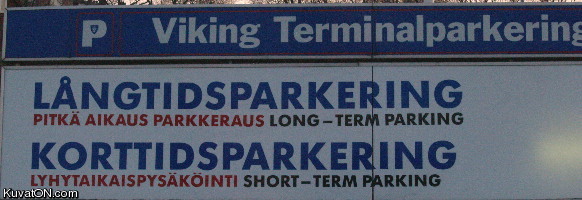 P Viking Terminalparkering
LÅNGTIDSPARKERING
PITKÄ AIKAUS PARKKERAUS LONG–TERM PARKING
KORTTIDSPARKERING
LYHYTAIKAISPYSÄKÖINTI SHORT–TERM PARKING
KuvatON.com